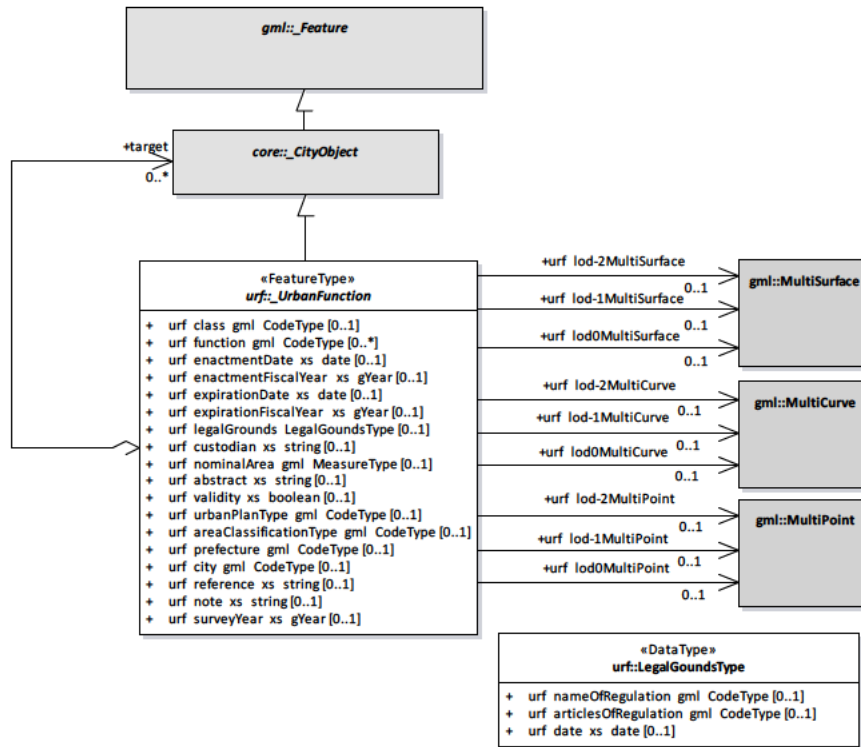 gml::_Feature
+target
core::_CityObject
0..*
«FeatureType»
urf::_UrbanFunction
+ urf class gml CodeType [0..1]
+ urf function gml CodeType [0..*]
+ urf enactmentDate xs date [0..1]
+ urf enactmentFiscalYear xs gYear [0..1]
+ urf expirationDate xs date [0..1]
+ urf expirationFiscalYear xs gYear [0..1]
+ urf legalGrounds LegalGoundsType [0..1]
+ urf custodian xs string [0..1]
+ urf nominalArea gml MeasureType [0..1]
+ urf abstract xs string [0..1]
+ urf validity xs boolean [0..1]
+ urf urbanPlanType gml CodeType [0..1]
+ urf areaClassificationType gml CodeType [0..1]
+ urf prefecture gml CodeType [0..1]
+ urf city gml CodeType [0..1]
+ urf reference xs string [0..1]
+ urf note xs string [0..1]
+ urf surveyYear xs gYear [0..1]
+urf lod-2MultiSurface
0..1
+urf lod-1MultiSurface
0..1
+urf lod0MultiSurface
0..1
gml::MultiSurface
+urf lod-2MultiCurve
0..1
+urf lod-1MultiCurve
0..1
+urf lod0MultiCurve
0..1
gml::MultiCurve
+urf lod-2MultiPoint
0..1
+urf lod-1MultiPoint
0..1
+urf lod0MultiPoint
0..1
gml::MultiPoint
«DataType»
urf::LegalGoundsType
+ urf nameOfRegulation gml CodeType [0..1]
+ urf articlesOfRegulation gml CodeType [0..1]
+ urf date xs date [0..1]